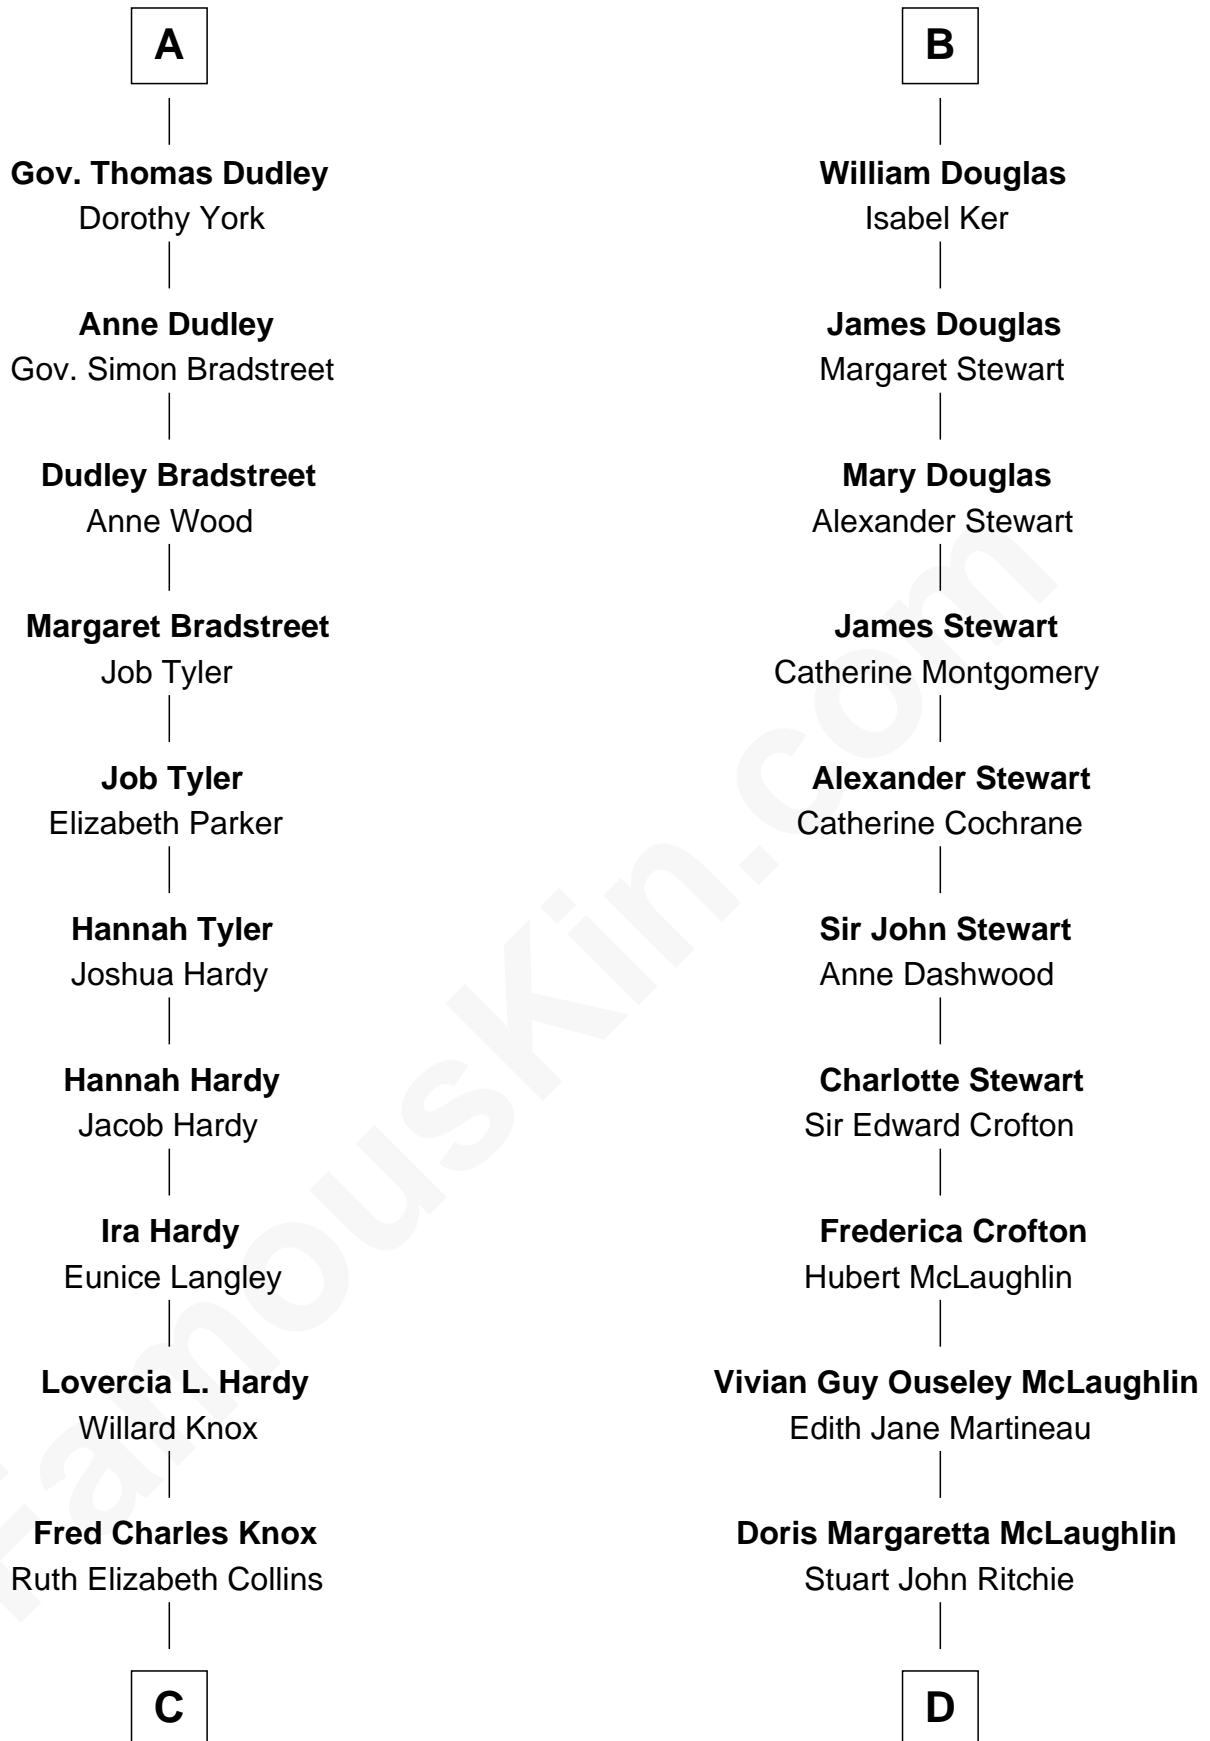 A
Gov. Thomas Dudley
Dorothy York
Anne Dudley
Gov. Simon Bradstreet
Dudley Bradstreet
Anne Wood
Margaret Bradstreet
Job Tyler
Job Tyler
Elizabeth Parker
Hannah Tyler
Joshua Hardy
Hannah Hardy
Jacob Hardy
Ira Hardy
Eunice Langley
Lovercia L. Hardy
Willard Knox
Fred Charles Knox
Ruth Elizabeth Collins
C
B
William Douglas
Isabel Ker
James Douglas
Margaret Stewart
Mary Douglas
Alexander Stewart
James Stewart
Catherine Montgomery
Alexander Stewart
Catherine Cochrane
Sir John Stewart
Anne Dashwood
Charlotte Stewart
Sir Edward Crofton
Frederica Crofton
Hubert McLaughlin
Vivian Guy Ouseley McLaughlin
Edith Jane Martineau
Doris Margaretta McLaughlin
Stuart John Ritchie
D
FamousKin.com